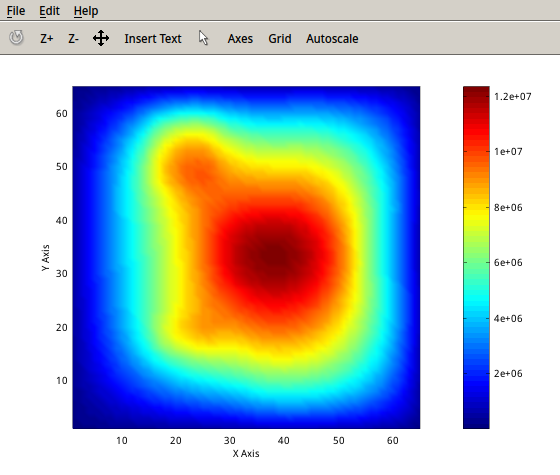 File Edit Help
Z+ Z- Insert Text Axes Grid Autoscale
60
50
40
30
20
10
Y Axis
10 20 30 40 50 60
X Axis
1.2e+07
1e+07
8e+06
6e+06
4e+06
2e+06